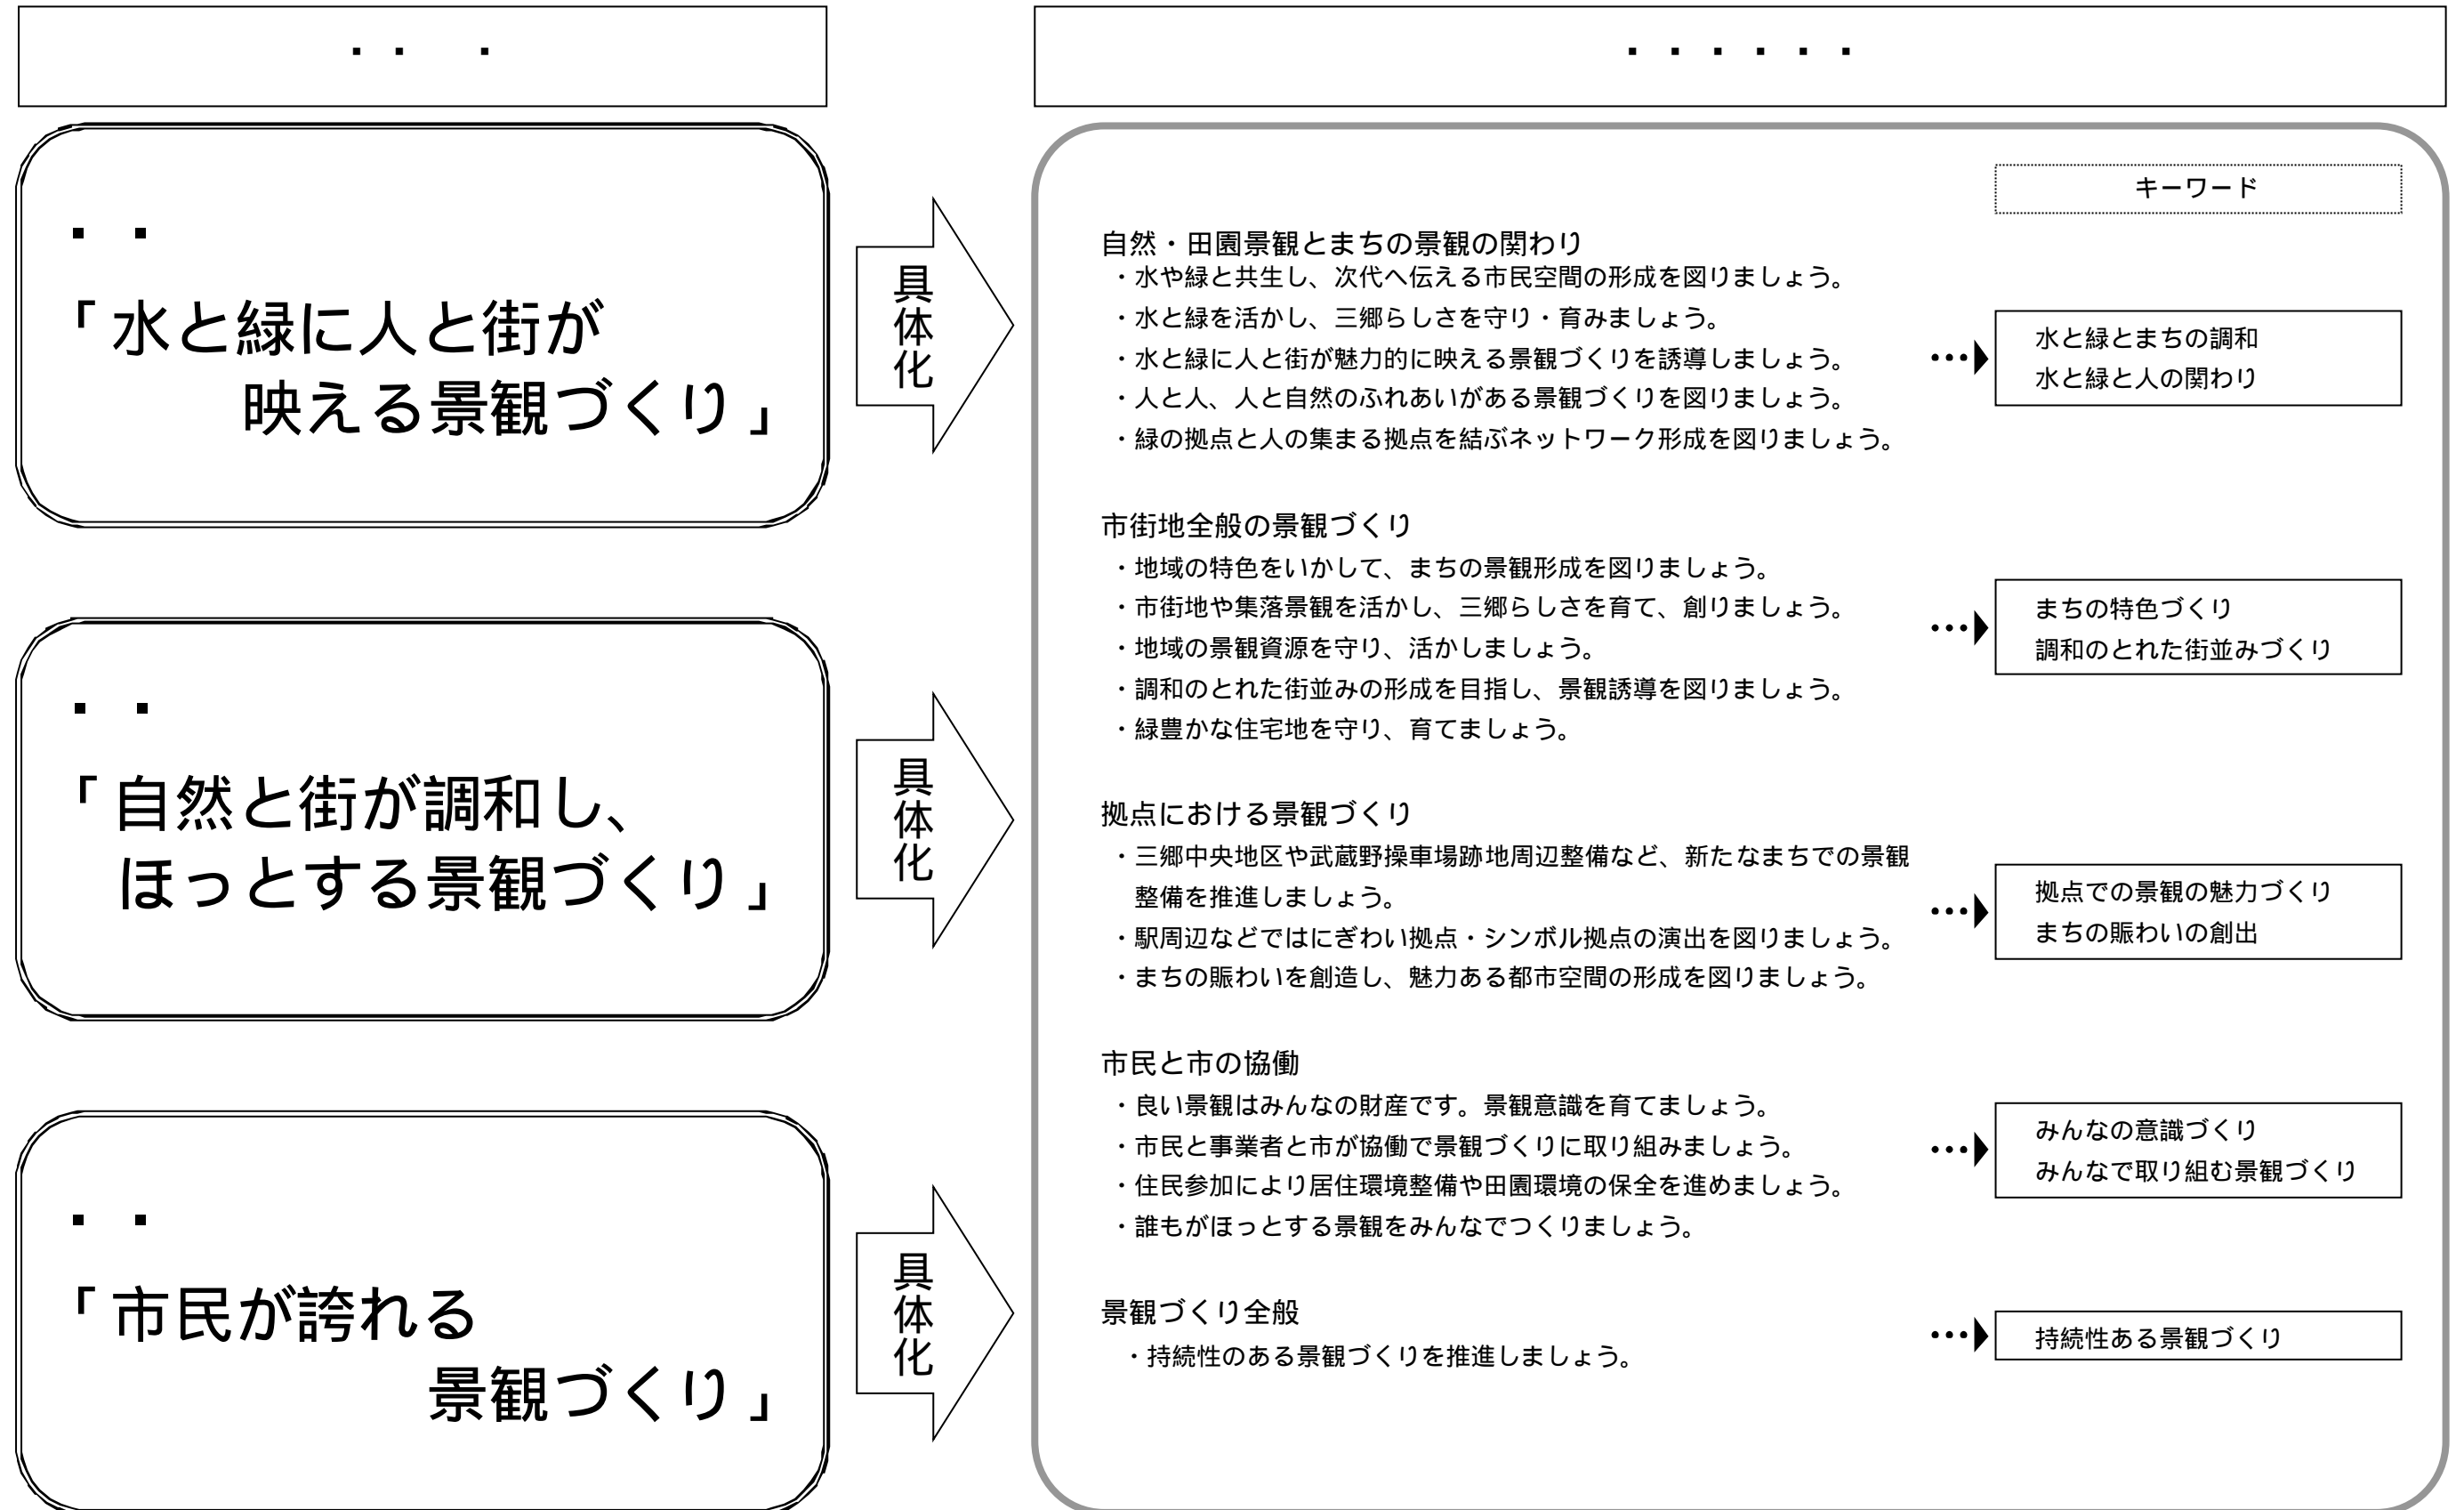 「水と緑に人と街が
映える景観づくり」
具体化
「自然と街が調和し、
ほっとする景観づくり」
具体化
「市民が誇れる
景観づくり」
具体化
キーワード
自然・田園景観とまちの景観の関わり
・水や緑と共生し、次代へ伝える市民空間の形成を図りましょう。
・水と緑を活かし、三郷らしさを守り・育みましょう。
・水と緑に人と街が魅力的に映える景観づくりを誘導しましょう。
・人と人、人と自然のふれあいがある景観づくりを図りましょう。
・緑の拠点と人の集まる拠点を結ぶネットワーク形成を図りましょう。
水と緑とまちの調和
水と緑と人の関わり
市街地全般の景観づくり
・地域の特色をいかして、まちの景観形成を図りましょう。
・市街地や集落景観を活かし、三郷らしさを育て、創りましょう。
・地域の景観資源を守り、活かしましょう。
・調和のとれた街並みの形成を目指し、景観誘導を図りましょう。
・緑豊かな住宅地を守り、育てましょう。
まちの特色づくり
調和のとれた街並みづくり
拠点における景観づくり
・三郷中央地区や武蔵野操車場跡地周辺整備など、新たなまちでの景観
整備を推進しましょう。
・駅周辺などではにぎわい拠点・シンボル拠点の演出を図りましょう。
・まちの賑わいを創造し、魅力ある都市空間の形成を図りましょう。
拠点での景観の魅力づくり
まちの賑わいの創出
市民と市の協働
・良い景観はみんなの財産です。景観意識を育てましょう。
・市民と事業者と市が協働で景観づくりに取り組みましょう。
・住民参加により居住環境整備や田園環境の保全を進めましょう。
・誰もがほっとする景観をみんなでつくりましょう。
みんなの意識づくり
みんなで取り組む景観づくり
景観づくり全般
・持続性のある景観づくりを推進しましょう。
持続性ある景観づくり